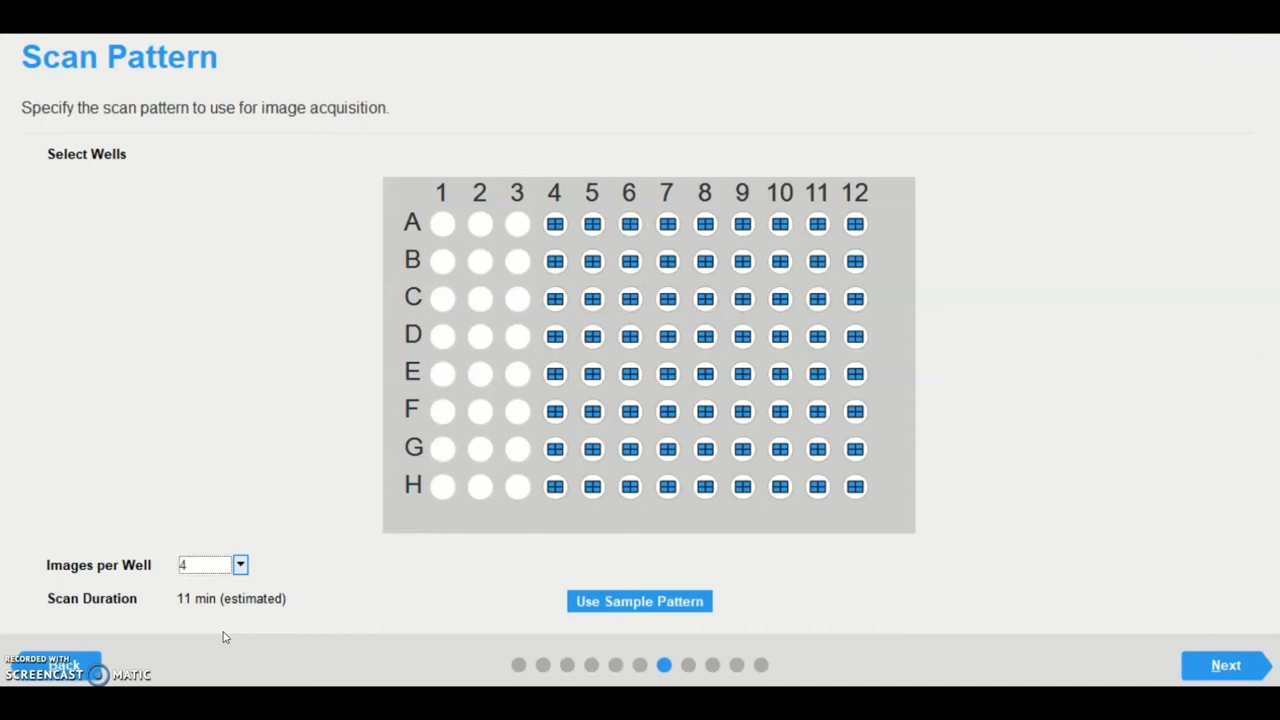 Scan Pattern
Specify the scan pattern to use for image acquisition.
Select Wells
1 2 3 4 5 6 7 8 9 10 11 12
A
B
C
D
E
F
G
H
Images per Well 4
Scan Duration 11 min (estimated)
Use Sample Pattern
RECORDED WITH
SCREENCAST MATIC
Back
Next